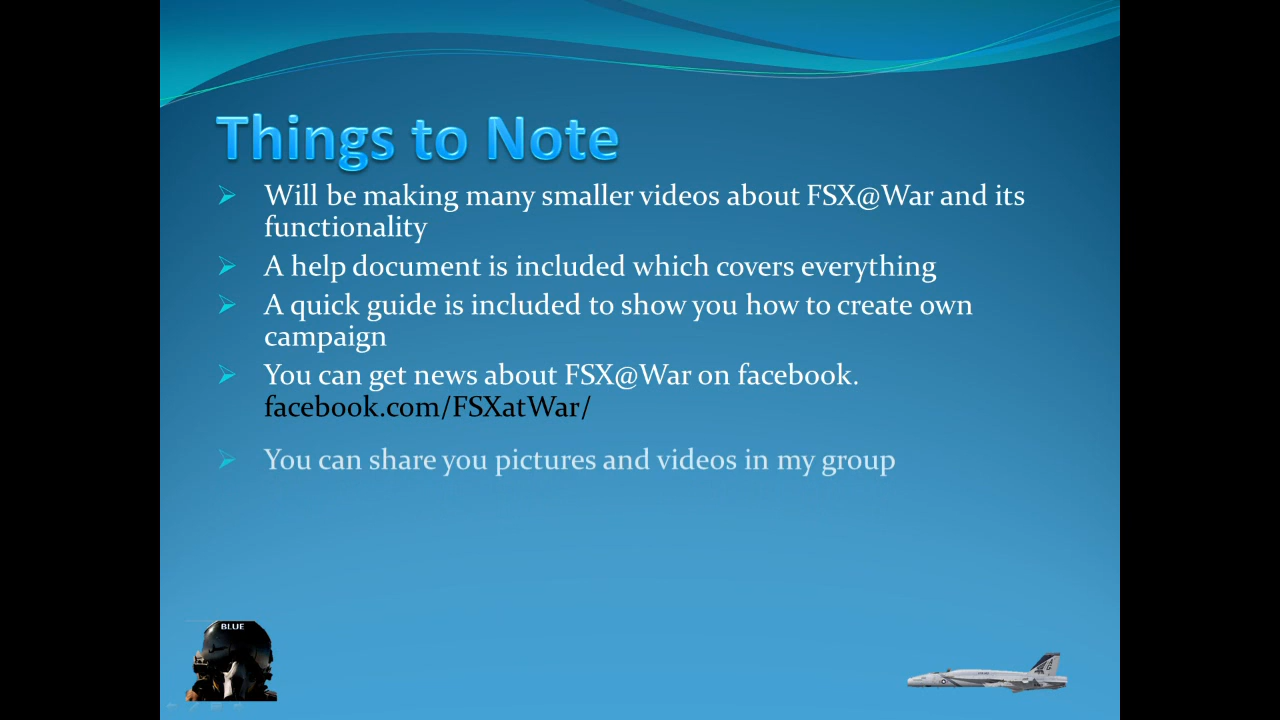 Things to Note
Will be making many smaller videos about FSX@War and its
functionality
A help document is included which covers everything
A quick guide is included to show you how to create own
campaign
You can get news about FSX@War on facebook.
facebook.com/FSXatWar/
You can share you pictures and videos in my group
BLUE